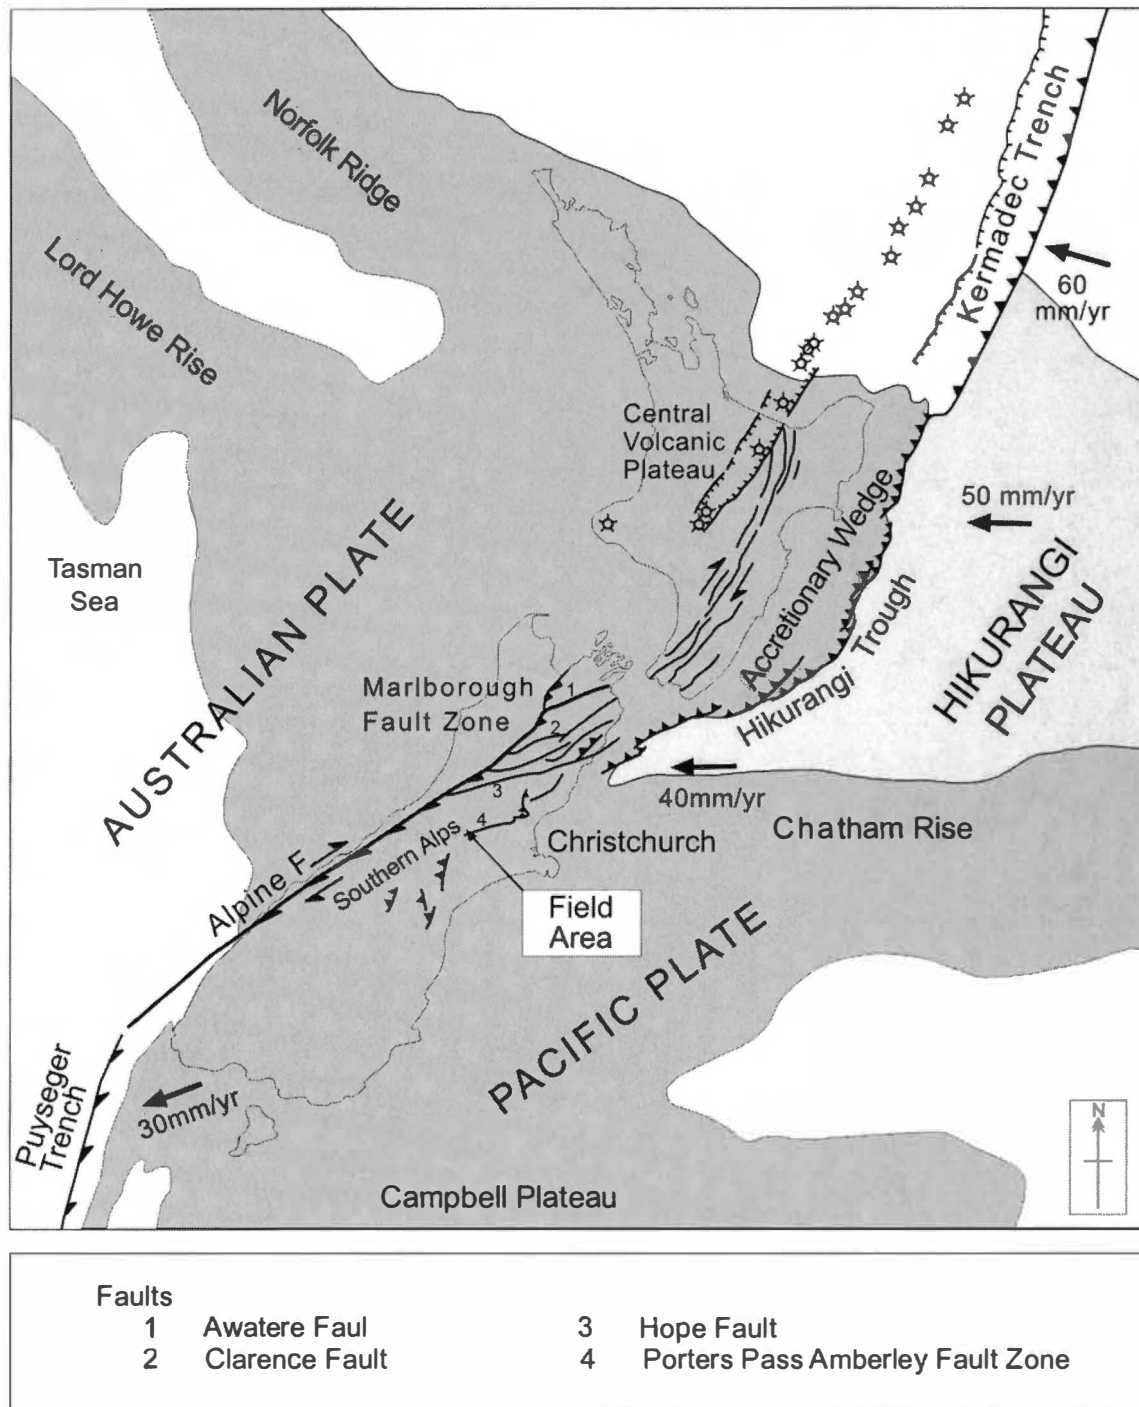 Norfolk Ridge
Lord Howe Rise
Kermadec Trench
60
mm/yr
Central
Volcanic
Plateau
50 mm/yr
Accretionary Wedge
Tasman
Sea
AUSTRALIAN PLATE
HIKURANGI
PLATEAU
Hikurangi Trough
Marlborough
Fault Zone
1
2
3
4
40mm/yr
Chatham Rise
Christchurch
Southern Alps
Alpine F.
Field
Area
PACIFIC PLATE
Puyseger
Trench
30mm/yr
N
Campbell Plateau
Faults
1 Awatere Faul
2 Clarence Fault
3 Hope Fault
4 Porters Pass Amberley Fault Zone